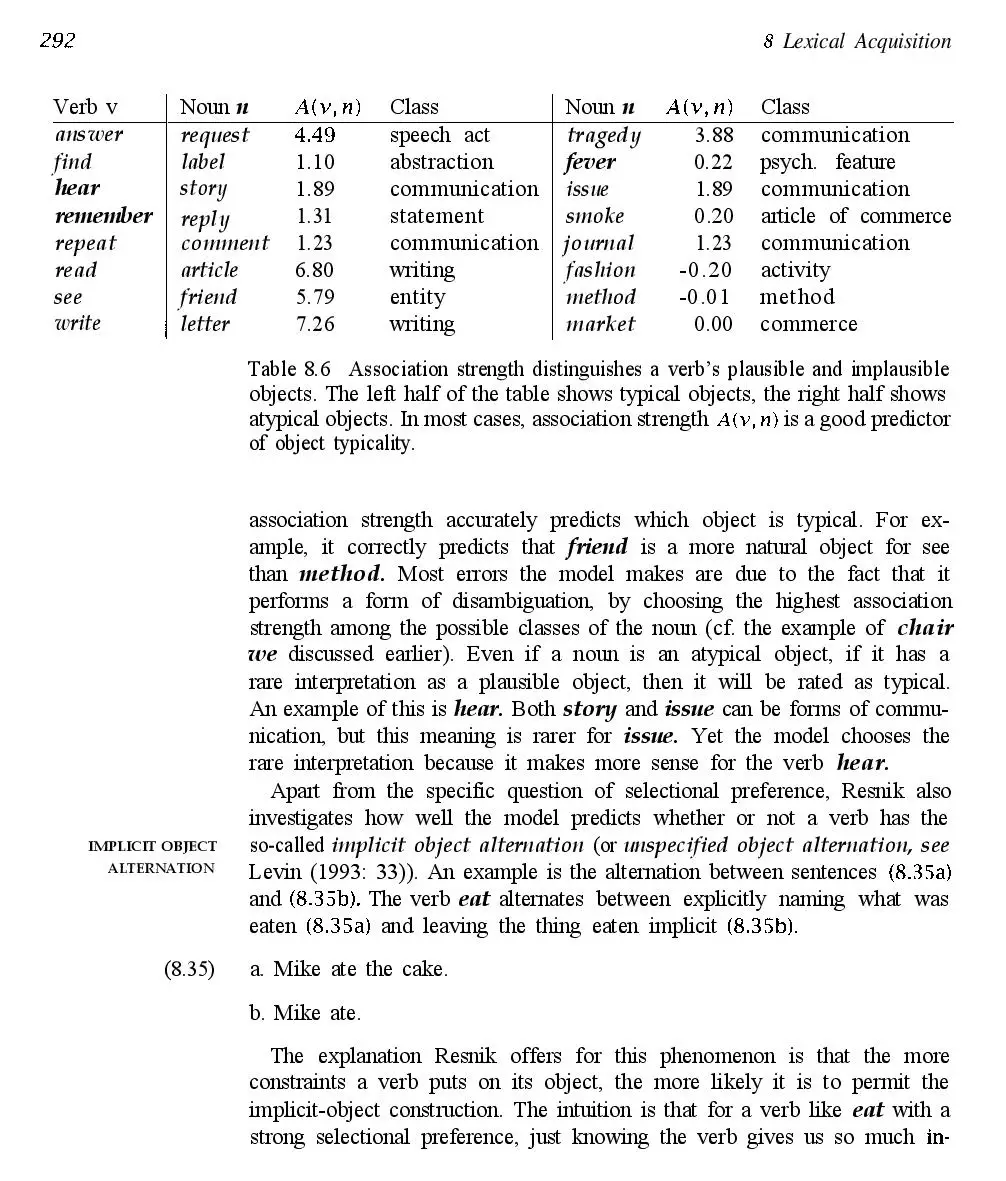 292
8 Lexical Acquisition
Verb v Noun n A(v, n) Class Noun n A(v, n) Class
answer request 4.49 speech act tragedy 3.88 communication
find label 1.10 abstraction fever 0.22 psych. feature
hear story 1.89 communication issue 1.89 communication
remember reply 1.31 statement smoke 0.20 article of commerce
repeat comment 1.23 communication journal 1.23 communication
read article 6.80 writing fashion -0.20 activity
see friend 5.79 entity method -0.01 method
write letter 7.26 writing market 0.00 commerce
Table 8.6 Association strength distinguishes a verb's plausible and implausible
objects. The left half of the table shows typical objects, the right half shows
atypical objects. In most cases, association strength A(v, n) is a good predictor
of object typicality.
association strength accurately predicts which object is typical. For ex-
ample, it correctly predicts that friend is a more natural object for see
than method. Most errors the model makes are due to the fact that it
performs a form of disambiguation, by choosing the highest association
strength among the possible classes of the noun (cf. the example of chair
we discussed earlier). Even if a noun is an atypical object, if it has a
rare interpretation as a plausible object, then it will be rated as typical.
An example of this is hear. Both story and issue can be forms of commu-
nication, but this meaning is rarer for issue. Yet the model chooses the
rare interpretation because it makes more sense for the verb hear.
Apart from the specific question of selectional preference, Resnik also
investigates how well the model predicts whether or not a verb has the
IMPLICIT OBJECT
ALTERNATION
so-called implicit object alternation (or unspecified object alternation, see
Levin (1993: 33)). An example is the alternation between sentences (8.35a)
and (8.35b). The verb eat alternates between explicitly naming what was
eaten (8.35a) and leaving the thing eaten implicit (8.35b).
(8.35) a. Mike ate the cake.
b. Mike ate.
The explanation Resnik offers for this phenomenon is that the more
constraints a verb puts on its object, the more likely it is to permit the
implicit-object construction. The intuition is that for a verb like eat with a
strong selectional preference, just knowing the verb gives us so much in-